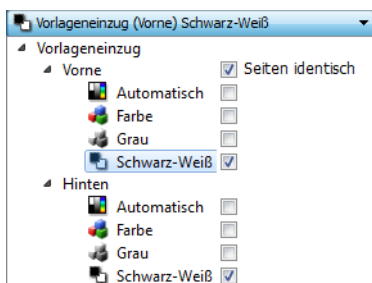 Vorlageneinzug (Vorne) Schwarz-Weiß
Vorlageneinzug
Vorne Seiten identisch
Automatisch
Farbe
Grau
Schwarz-Weiß
Hinten
Automatisch
Farbe
Grau
Schwarz-Weiß